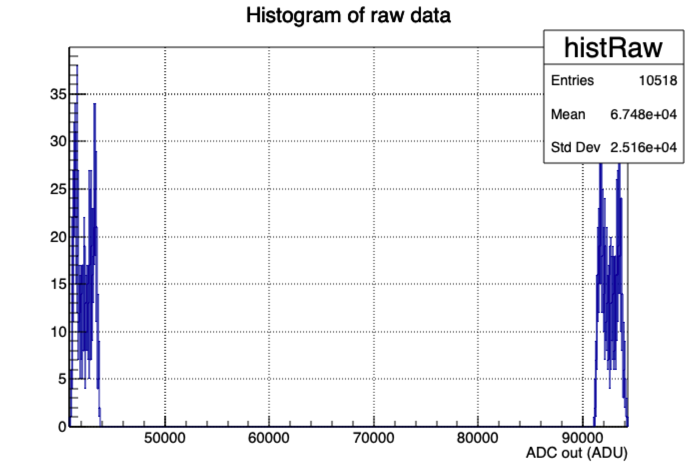 Histogram of raw data
histRaw
Entries 10518
Mean 6.748e+04
Std Dev 2.516e+04
35
30
25
20
15
10
5
0
50000 60000 70000 80000 90000
ADC out (ADU)